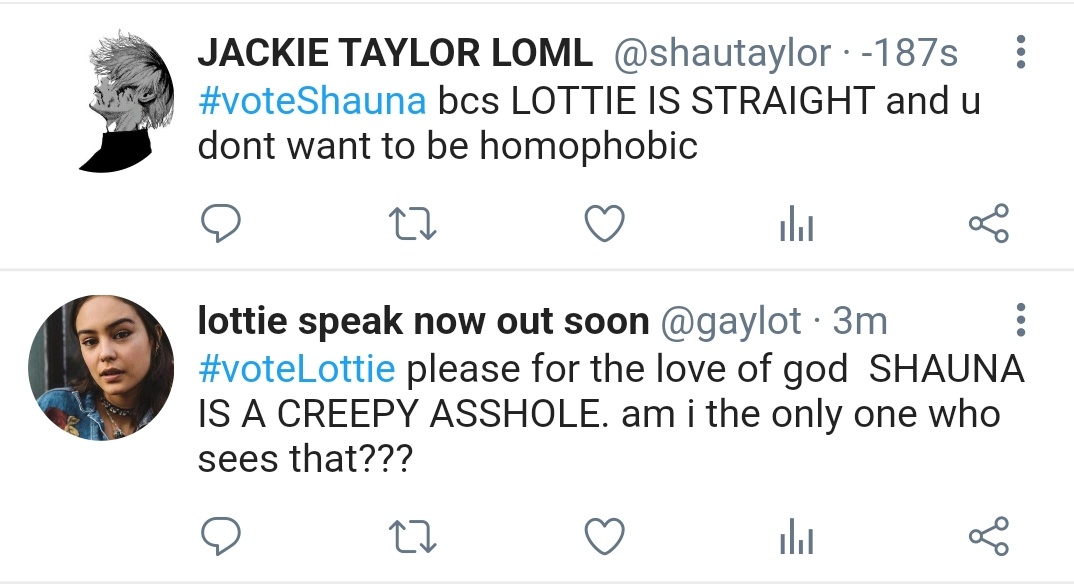 JACKIE TAYLOR LOML @shautaylor · -187s
#voteShauna bcs LOTTIE IS STRAIGHT and u
dont want to be homophobic
lottie speak now out soon @gaylot · 3m
#voteLottie please for the love of god  SHAUNA
IS A CREEPY ASSHOLE. am i the only one who
sees that???